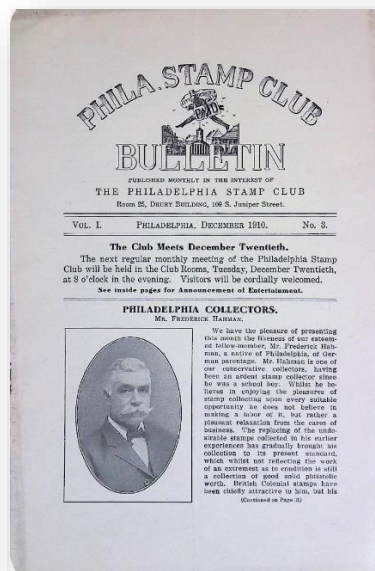 PHILA. STAMP CLUB
BULLETIN
PUBLISHED MONTHLY IN THE INTEREST OF
THE PHILADELPHIA STAMP CLUB
Room 25, DRURY BUILDING, 109 S. Juniper Street.
VOL. I. PHILADELPHIA, DECEMBER 1910. No. 3.
The Club Meets December Twentieth.
The next regular monthly meeting of the Philadelphia Stamp
Club will be held in the Club Rooms, Tuesday, December Twentieth,
at 8 o'clock in the evening. Visitors will be cordially welcomed.
See inside pages for Announcement of Entertainment.
PHILADELPHIA COLLECTORS.
MR. FREDERICK HAHMAN.
We have the pleasure of presenting
this month the likeness of our esteem-
ed fellow-member, Mr. Frederick Hah-
man, a native of Philadelphia, of Ger-
man parentage. Mr. Hahman is one of
our conservative collectors, having
been an ardent stamp collector since
he was a school boy. Whilst he be-
lieves in enjoying the pleasures of
stamp collecting upon every suitable
opportunity he does not believe in
making a labor of it, but rather a
pleasant relaxation from the cares of
business. The replacing of the unde-
sirable stamps collected in his earlier
experiences has gradually brought his
collection to its present standard,
which whilst not reflecting the work
of an extremest as to condition is still
a collection of good solid philatelic
worth. British Colonial stamps have
been chiefly attractive to him, but his
(Continued on Page II)